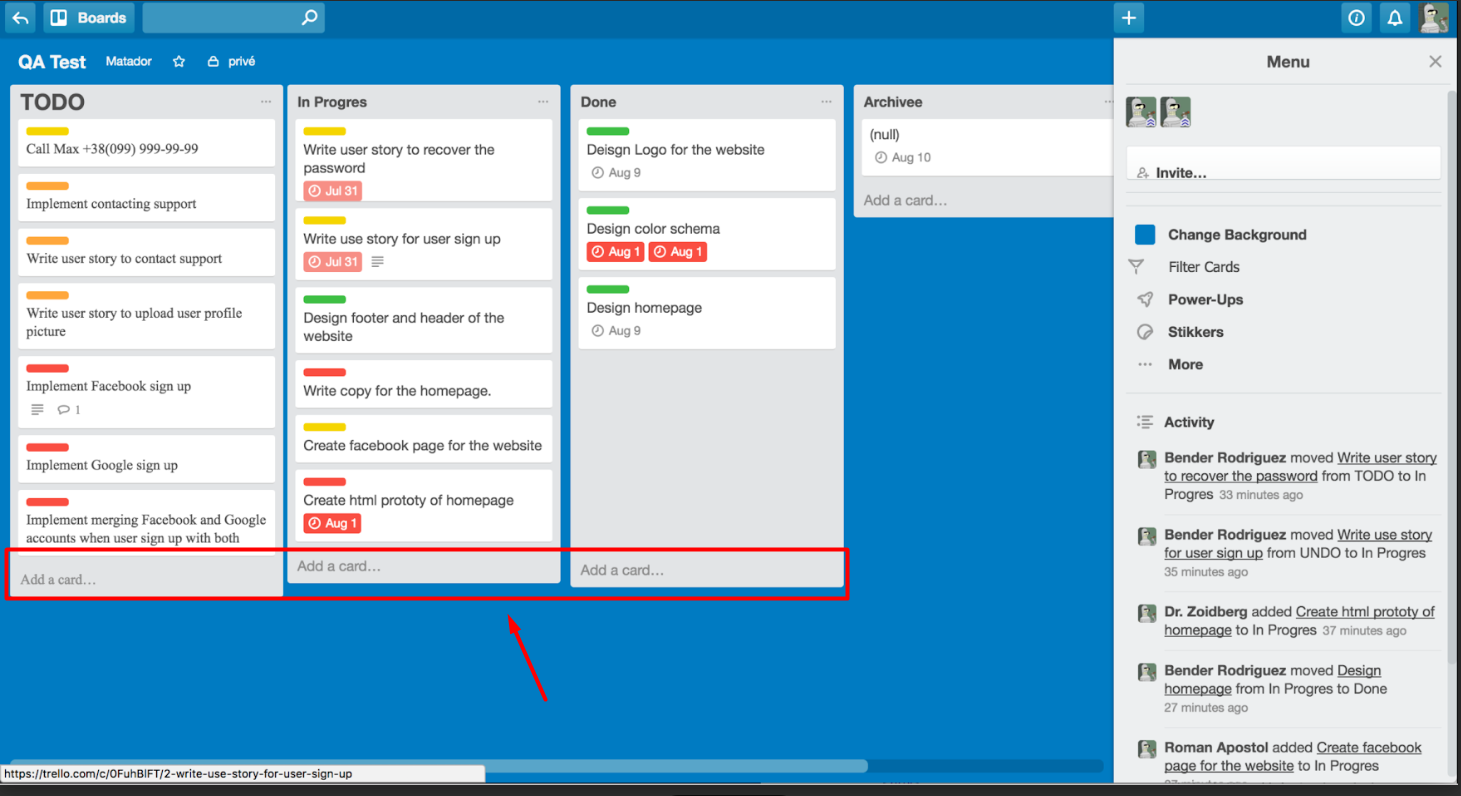 Boards
QA Test Matador privé
TODO ...
Call Max +38(099) 999-99-99
Implement contacting support
Write user story to contact support
Write user story to upload user profile
picture
Implement Facebook sign up
1
Implement Google sign up
Implement merging Facebook and Google
accounts when user sign up with both
Add a card...
In Progres ...
Write user story to recover the
password
Jul 31
Write use story for user sign up
Jul 31
Design footer and header of the
website
Write copy for the homepage.
Create facebook page for the website
Create html prototy of homepage
Aug 1
Add a card...
Done ...
Deisgn Logo for the website
Aug 9
Design color schema
Aug 1 Aug 1
Design homepage
Aug 9
Add a card...
Archivee ...
(null)
Aug 10
Add a card...
Menu
Invite...
Change Background
Filter Cards
Power-Ups
Stikkers
More
Activity
Bender Rodriguez moved Write user story
to recover the password from TODO to In
Progres 33 minutes ago
Bender Rodriguez moved Write use story
for user sign up from UNDO to In Progres
35 minutes ago
Dr. Zoidberg added Create html prototy of
homepage to In Progres 37 minutes ago
Bender Rodriguez moved Design
homepage from In Progres to Done
27 minutes ago
Roman Apostol added Create facebook
page for the website to In Progres
https://trello.com/c/0FuhBlFT/2-write-use-story-for-user-sign-up